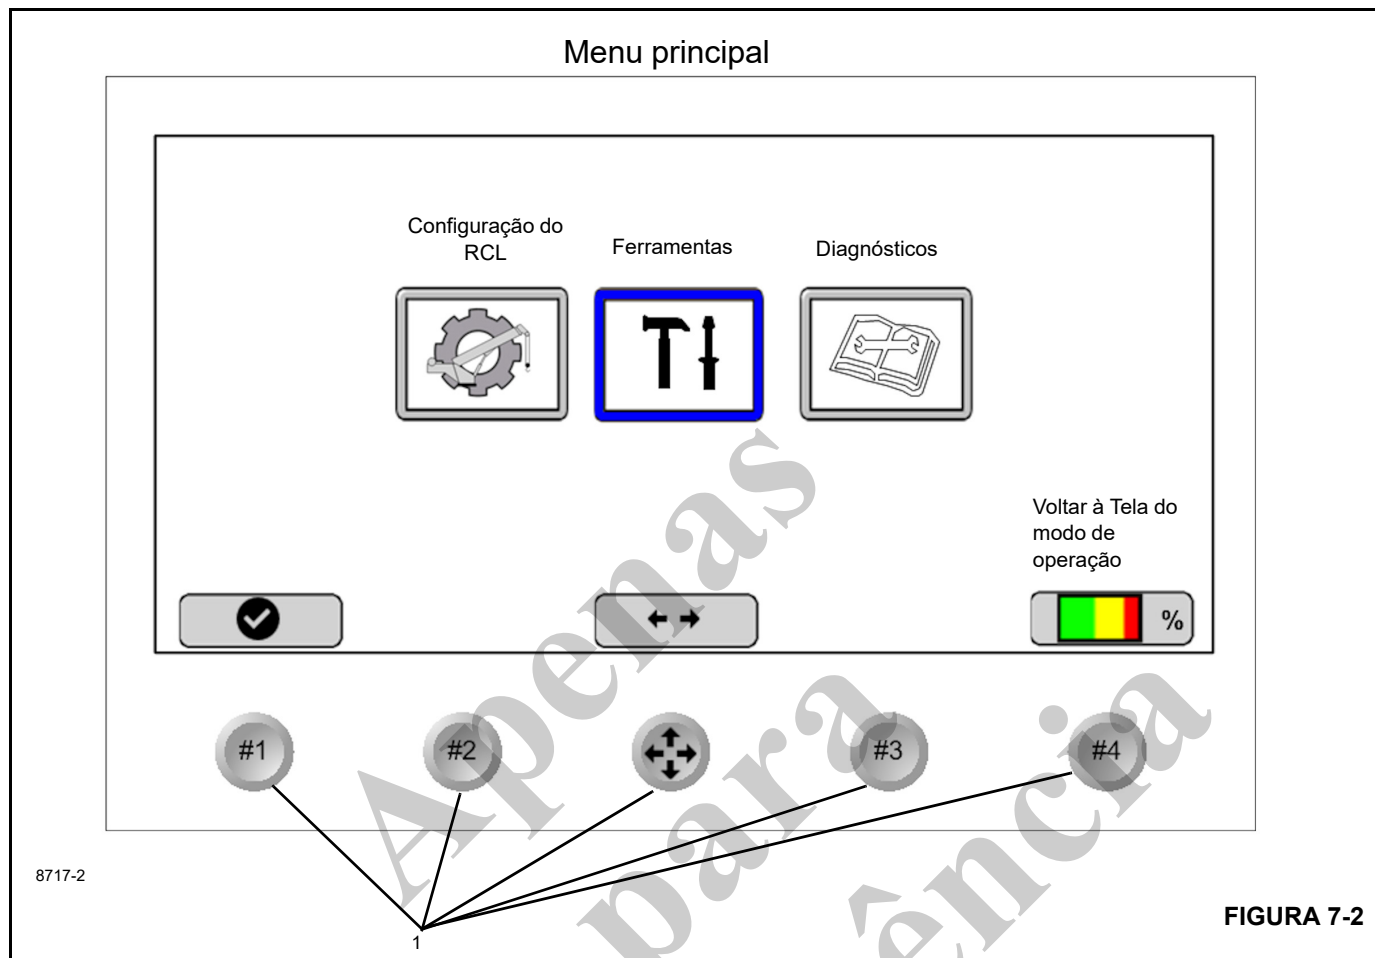 Menu principal
Configuração do
RCL
Ferramentas
Diagnósticos
Voltar à Tela do
modo de
operação
%
#1
#2
#3
#4
8717-2
1
FIGURA 7-2
Apenas
para
ência